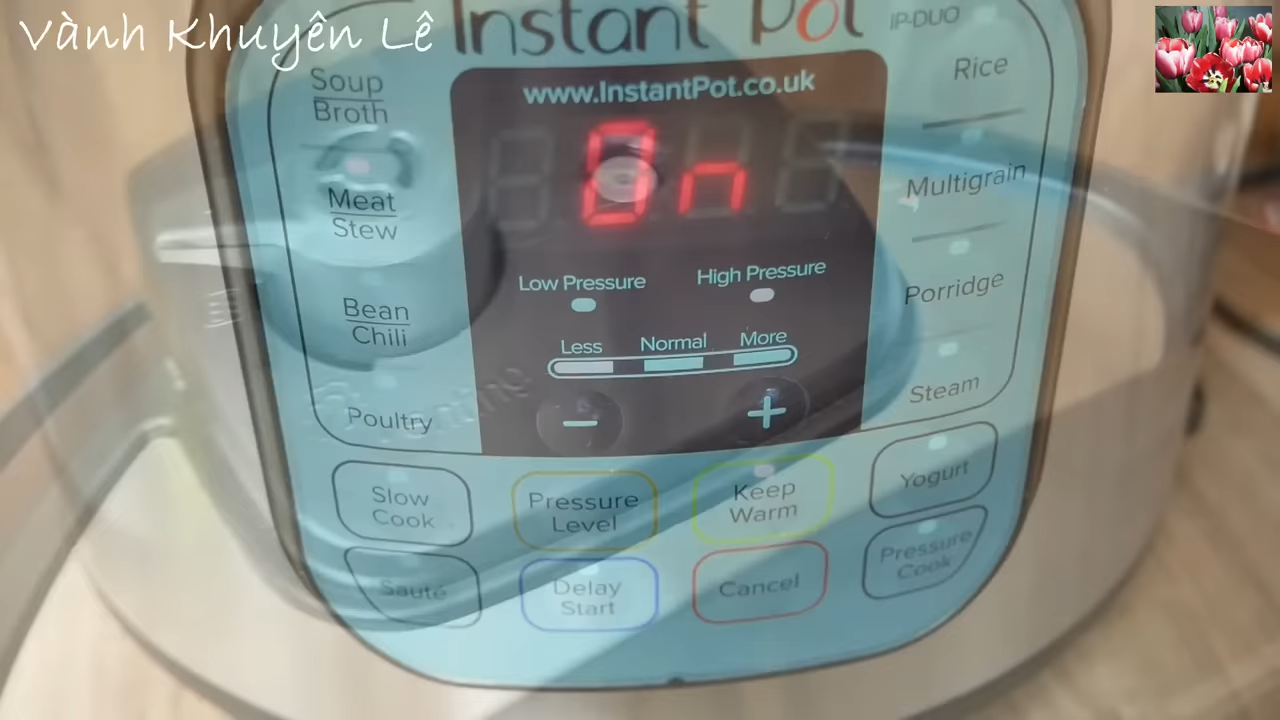 Vành Khuyên Lê
Instant Pot
IP-DUO
www.InstantPot.co.uk
Soup
Broth
Rice
Meat
Stew
Multigrain
On
Low Pressure
High Pressure
Bean
Chili
Porridge
Less
Normal
More
Poultry
Steam
−
+
Slow
Cook
Pressure
Level
Keep
Warm
Yogurt
Sauté
Delay
Start
Cancel
Pressure
Cook